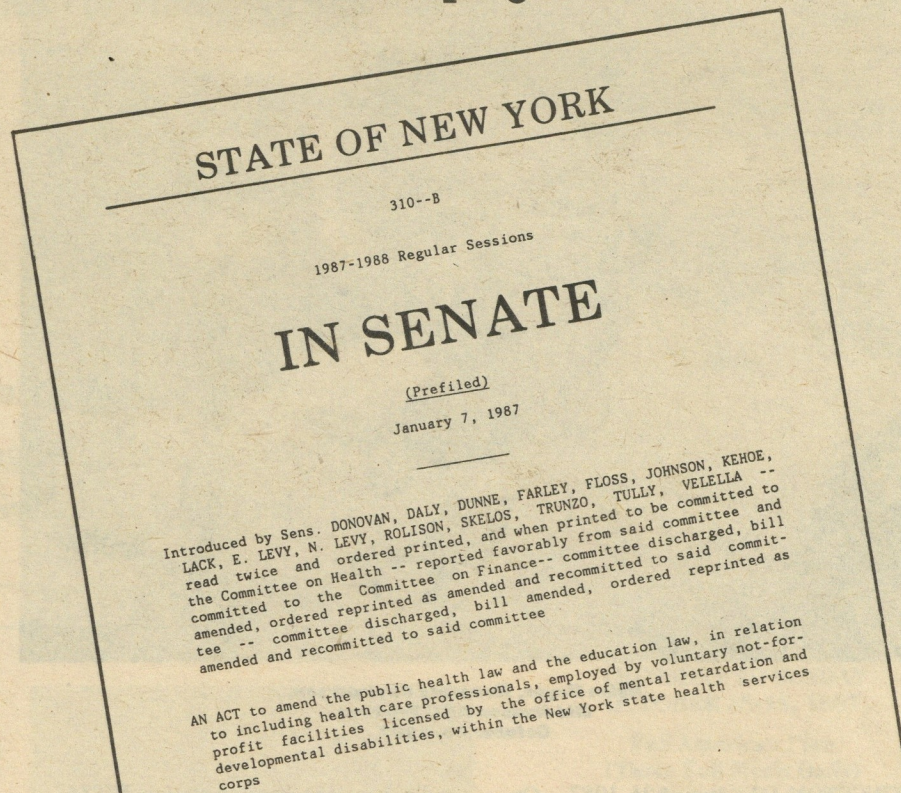 STATE OF NEW YORK
310--B
1987-1988 Regular Sessions
IN SENATE
(Prefiled)
January 7, 1987
Introduced by Sens. DONOVAN, DALY, DUNNE, FARLEY, FLOSS, JOHNSON, KEHOE,
LACK, E. LEVY, N. LEVY, ROLISON, SKELOS, TRUNZO, TULLY, VELELLA --
read twice and ordered printed, and when printed to be committed to
the Committee on Health -- reported favorably from said committee and
committed to the Committee on Finance-- committee discharged, bill
amended, ordered reprinted as amended and recommitted to said commit-
tee -- committee discharged, bill amended, ordered reprinted as
amended and recommitted to said committee
AN ACT to amend the public health law and the education law, in relation
to including health care professionals, employed by voluntary not-for-
profit facilities licensed by the office of mental retardation and
developmental disabilities, within the New York state health services
corps